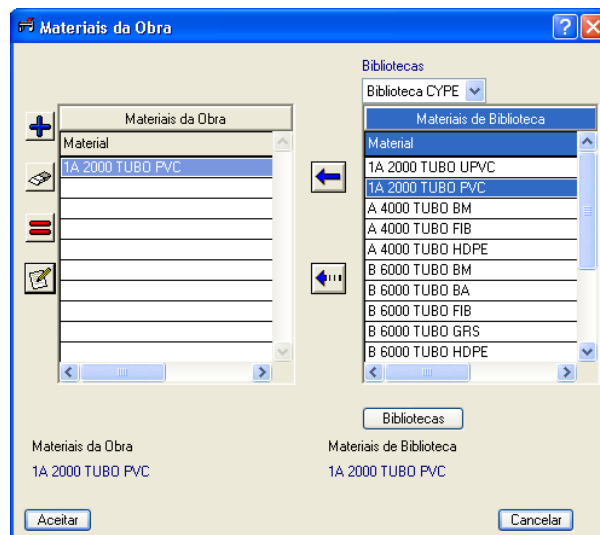 Materiais da Obra
Bibliotecas
Biblioteca CYPE
Materiais da Obra
Material
1A 2000 TUBO PVC
Materiais de Biblioteca
Material
1A 2000 TUBO UPVC
1A 2000 TUBO PVC
A 4000 TUBO BM
A 4000 TUBO FIB
A 4000 TUBO HDPE
B 6000 TUBO BM
B 6000 TUBO BA
B 6000 TUBO FIB
B 6000 TUBO GRS
B 6000 TUBO HDPE
Bibliotecas
Materiais da Obra
1A 2000 TUBO PVC
Materiais de Biblioteca
1A 2000 TUBO PVC
Aceitar
Cancelar